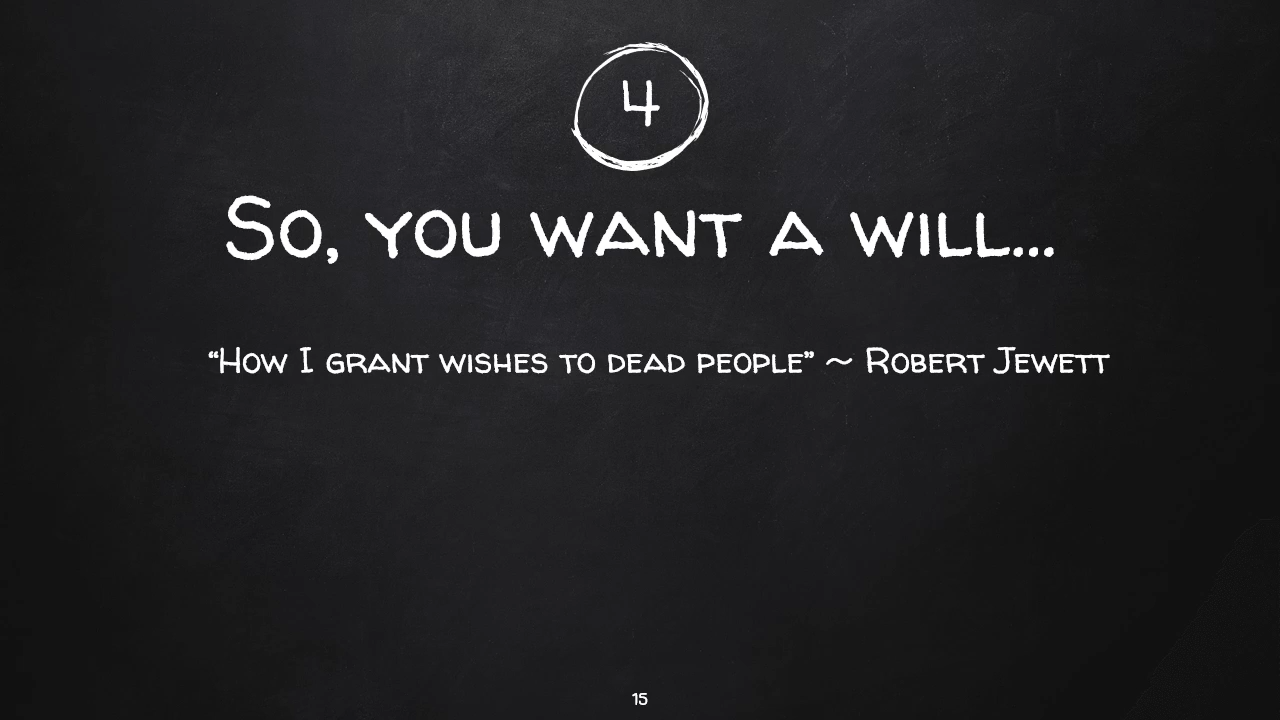 4
So, you want a will...
“How I grant wishes to dead people” ~ Robert Jewett
15